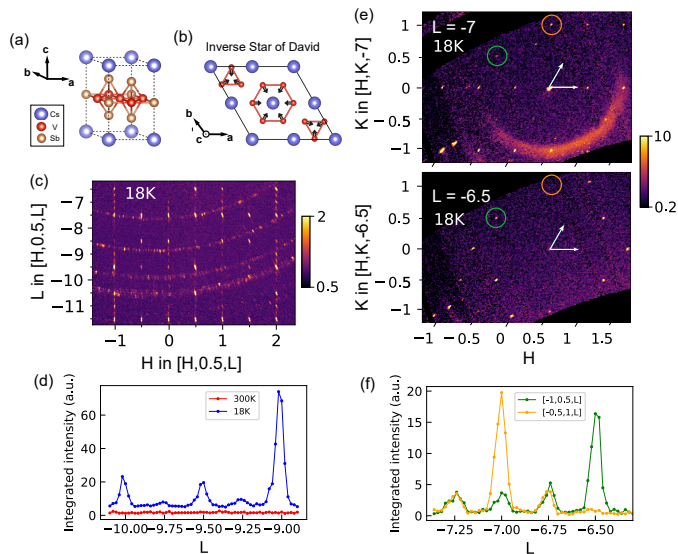 (a)
c
b
a
Cs
V
Sb
(b)
Inverse Star of David
b
c
a
(c)
18K
L in [H,0.5,L]
−7
−8
−9
−10
−11
−1
0
1
2
H in [H,0.5,L]
2
0.5
(d)
Integrated intensity (a.u.)
60
40
20
0
300K
18K
−10.00
−9.75
−9.50
−9.25
−9.00
L
(e)
L = -7
18K
K in [H,K,-7]
1
0.5
0
−0.5
−1
10
0.2
L = -6.5
18K
K in [H,K,-6.5]
1
0.5
0
−0.5
−1
−1
−0.5
0
0.5
1
1.5
H
(f)
Integrated intensity (a.u.)
20
15
10
5
0
[-1,0.5,L]
[-0.5,1,L]
−7.25
−7.00
−6.75
−6.50
L